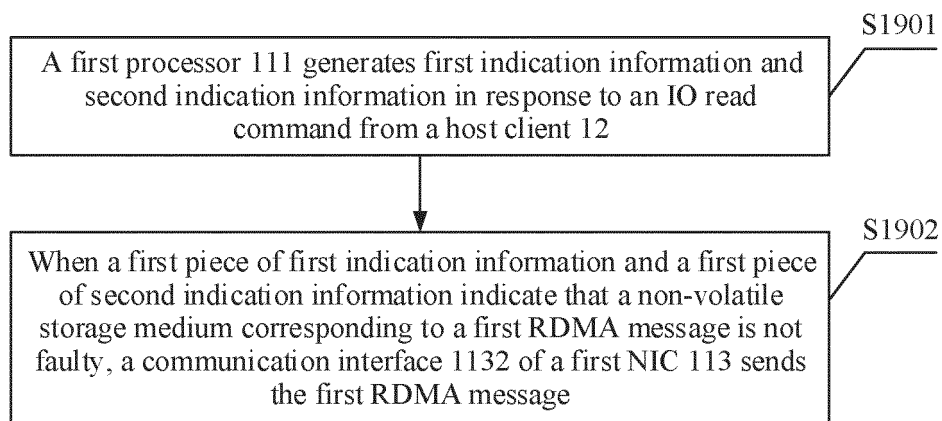 S1901
A first processor 111 generates first indication information and
second indication information in response to an IO read
command from a host client 12
S1902
When a first piece of first indication information and a first piece
of second indication information indicate that a non-volatile
storage medium corresponding to a first RDMA message is not
faulty, a communication interface 1132 of a first NIC 113 sends
the first RDMA message